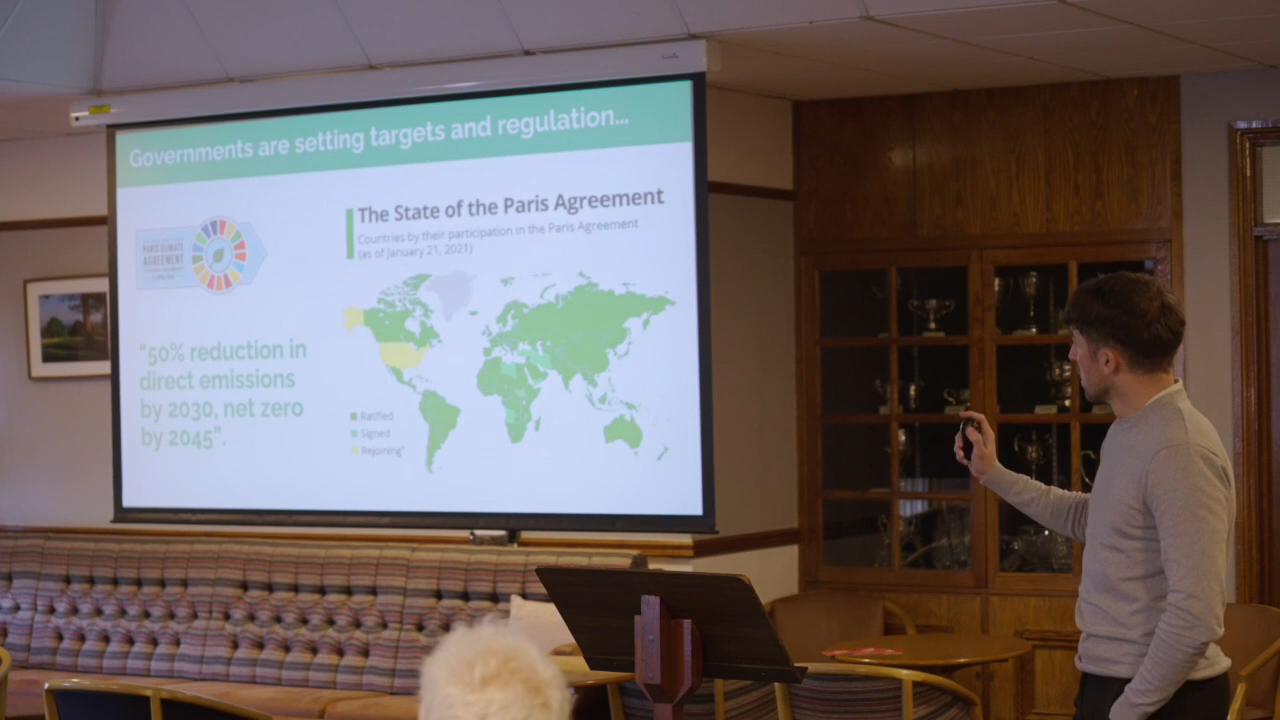 Governments are setting targets and regulation...
PARIS CLIMATE
AGREEMENT
The State of the Paris Agreement
Countries by their participation in the Paris Agreement
(as of January 21, 2021)
"50% reduction in
direct emissions
by 2030, net zero
by 2045".
Ratified
Signed
Rejoining*